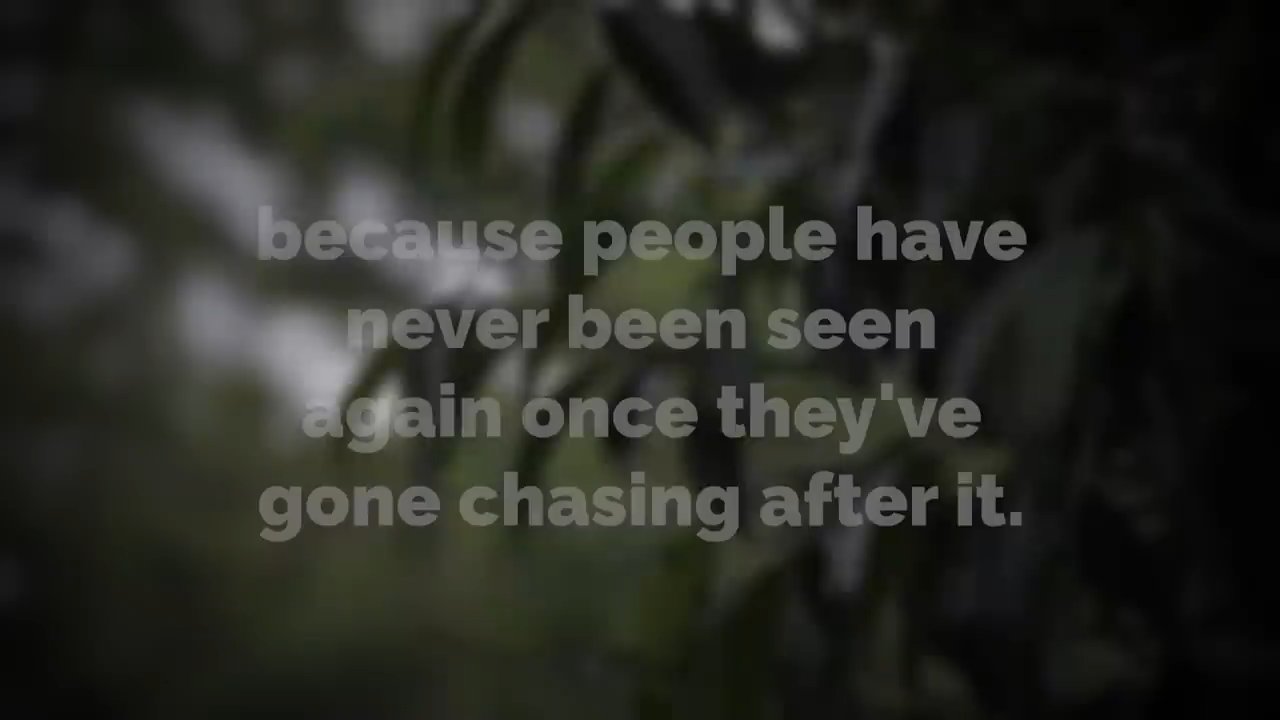 because people have
never been seen
again once they've
gone chasing after it.